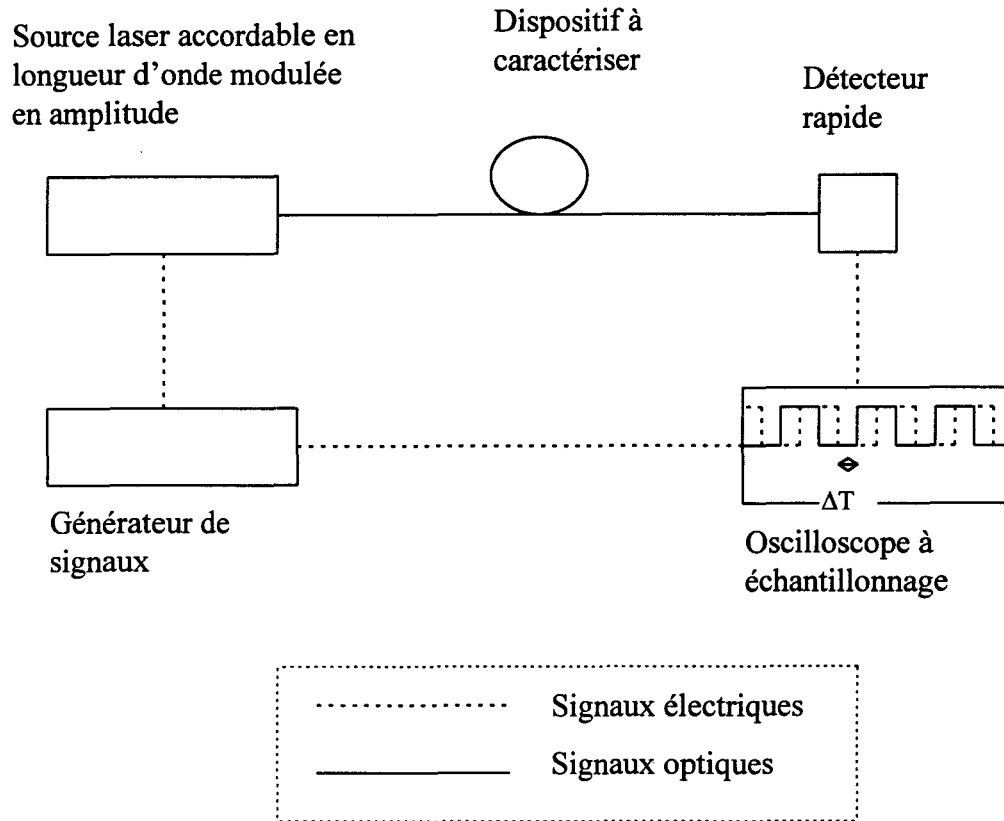 Source laser accordable en
longueur d'onde modulée
en amplitude
Dispositif à
caractériser
Détecteur
rapide
Générateur de
signaux
ΔT
Oscilloscope à
échantillonnage
Signaux électriques
Signaux optiques